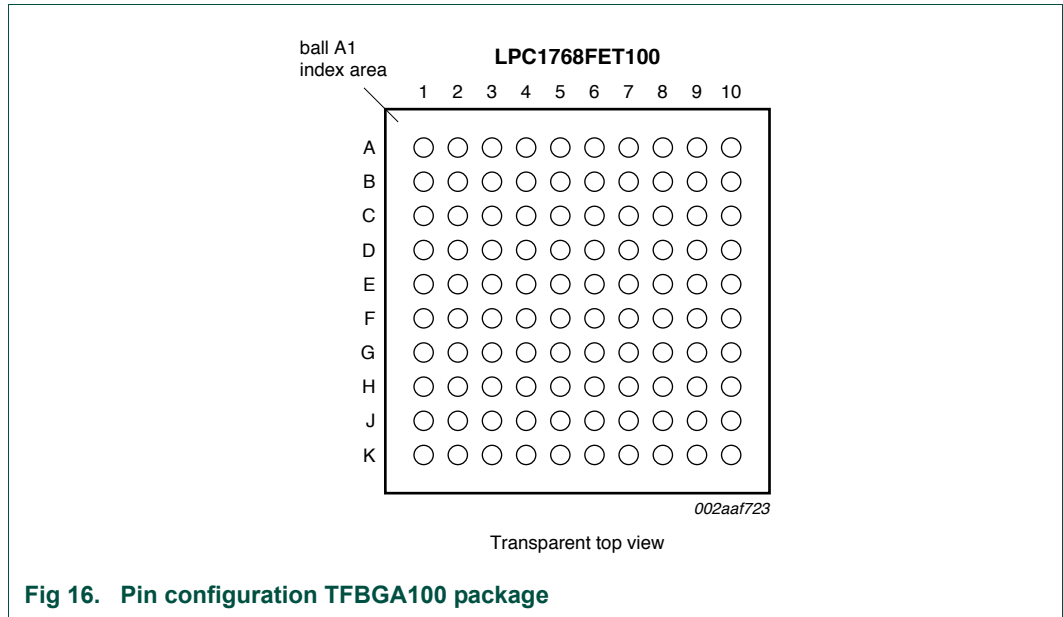 ball A1
index area
LPC1768FET100
1 2 3 4 5 6 7 8 9 10
A
B
C
D
E
F
G
H
J
K
002aaf723
Transparent top view
Fig 16. Pin configuration TFBGA100 package